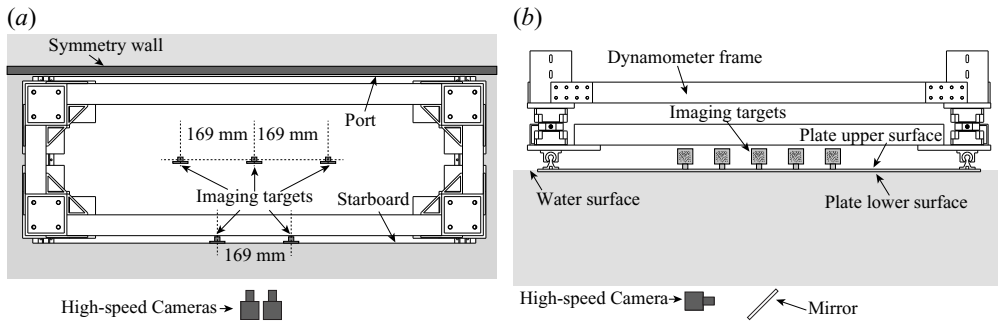 (a)
Symmetry wall
Port
169 mm
169 mm
Imaging targets
Starboard
169 mm
High-speed Cameras
(b)
Dynamometer frame
Imaging targets
Plate upper surface
Water surface
Plate lower surface
High-speed Camera
Mirror